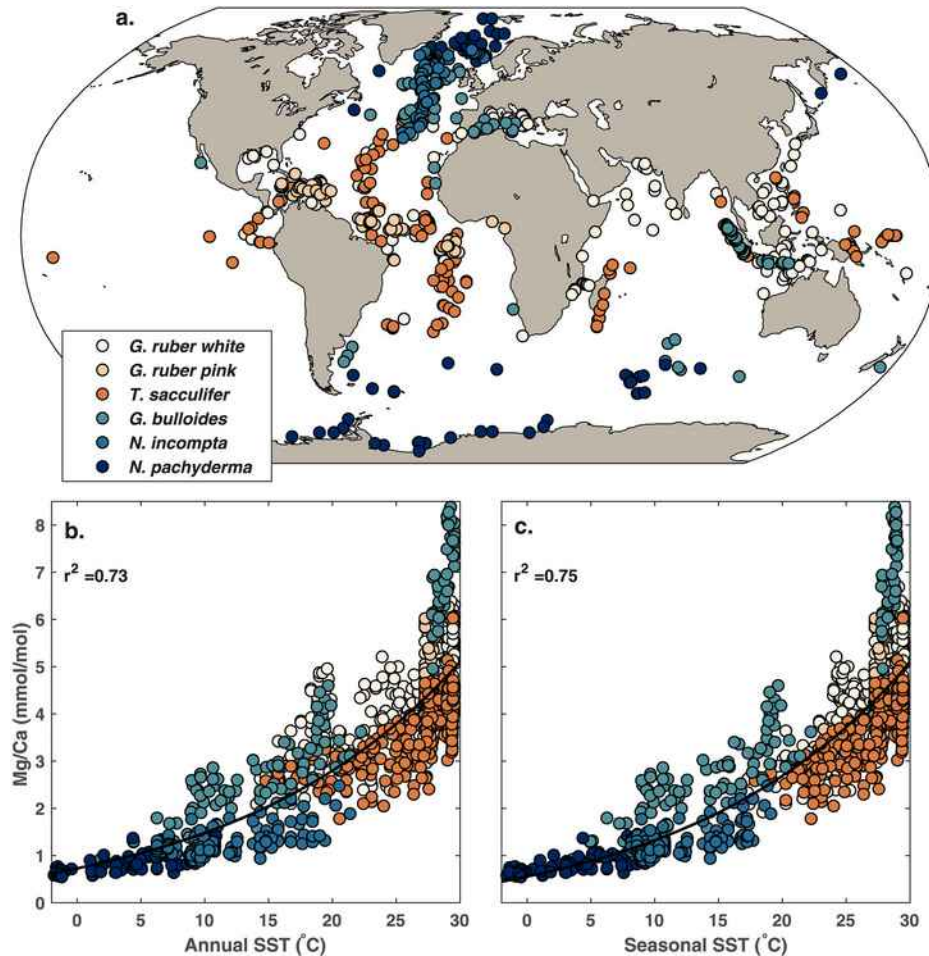 a.
G. ruber white
G. ruber pink
T. sacculifer
G. bulloides
N. incompta
N. pachyderma
b.
r² =0.73
8
7
6
5
4
3
2
1
0
Mg/Ca (mmol/mol)
0 5 10 15 20 25 30
Annual SST (°C)
c.
r² =0.75
0 5 10 15 20 25 30
Seasonal SST (°C)